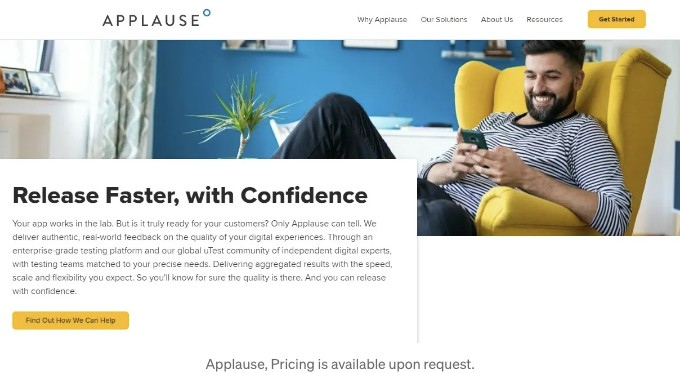 APPLAUSE
Why Applause Our Solutions About Us Resources Get Started
Release Faster, with Confidence
Your app works in the lab. But is it truly ready for your customers? Only Applause can tell. We
deliver authentic, real-world feedback on the quality of your digital experiences. Through an
enterprise-grade testing platform and our global uTest community of independent digital experts,
with testing teams matched to your precise needs. Delivering aggregated results with the speed,
scale and flexibility you expect. So you'll know for sure the quality is there. And you can release
with confidence.
Find Out How We Can Help
Applause, Pricing is available upon request.